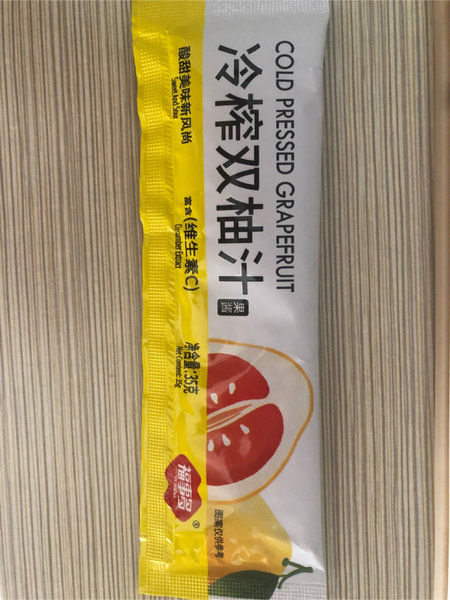 COLD PRESSED GRAPEFRUIT
冷榨双柚汁
果酱
酸甜美味新风尚
Sweet And Sour
富含(维生素C)
Cucumber Extract
净含量:35克
Net Content: 35g
福事多
®
图案仅供参考